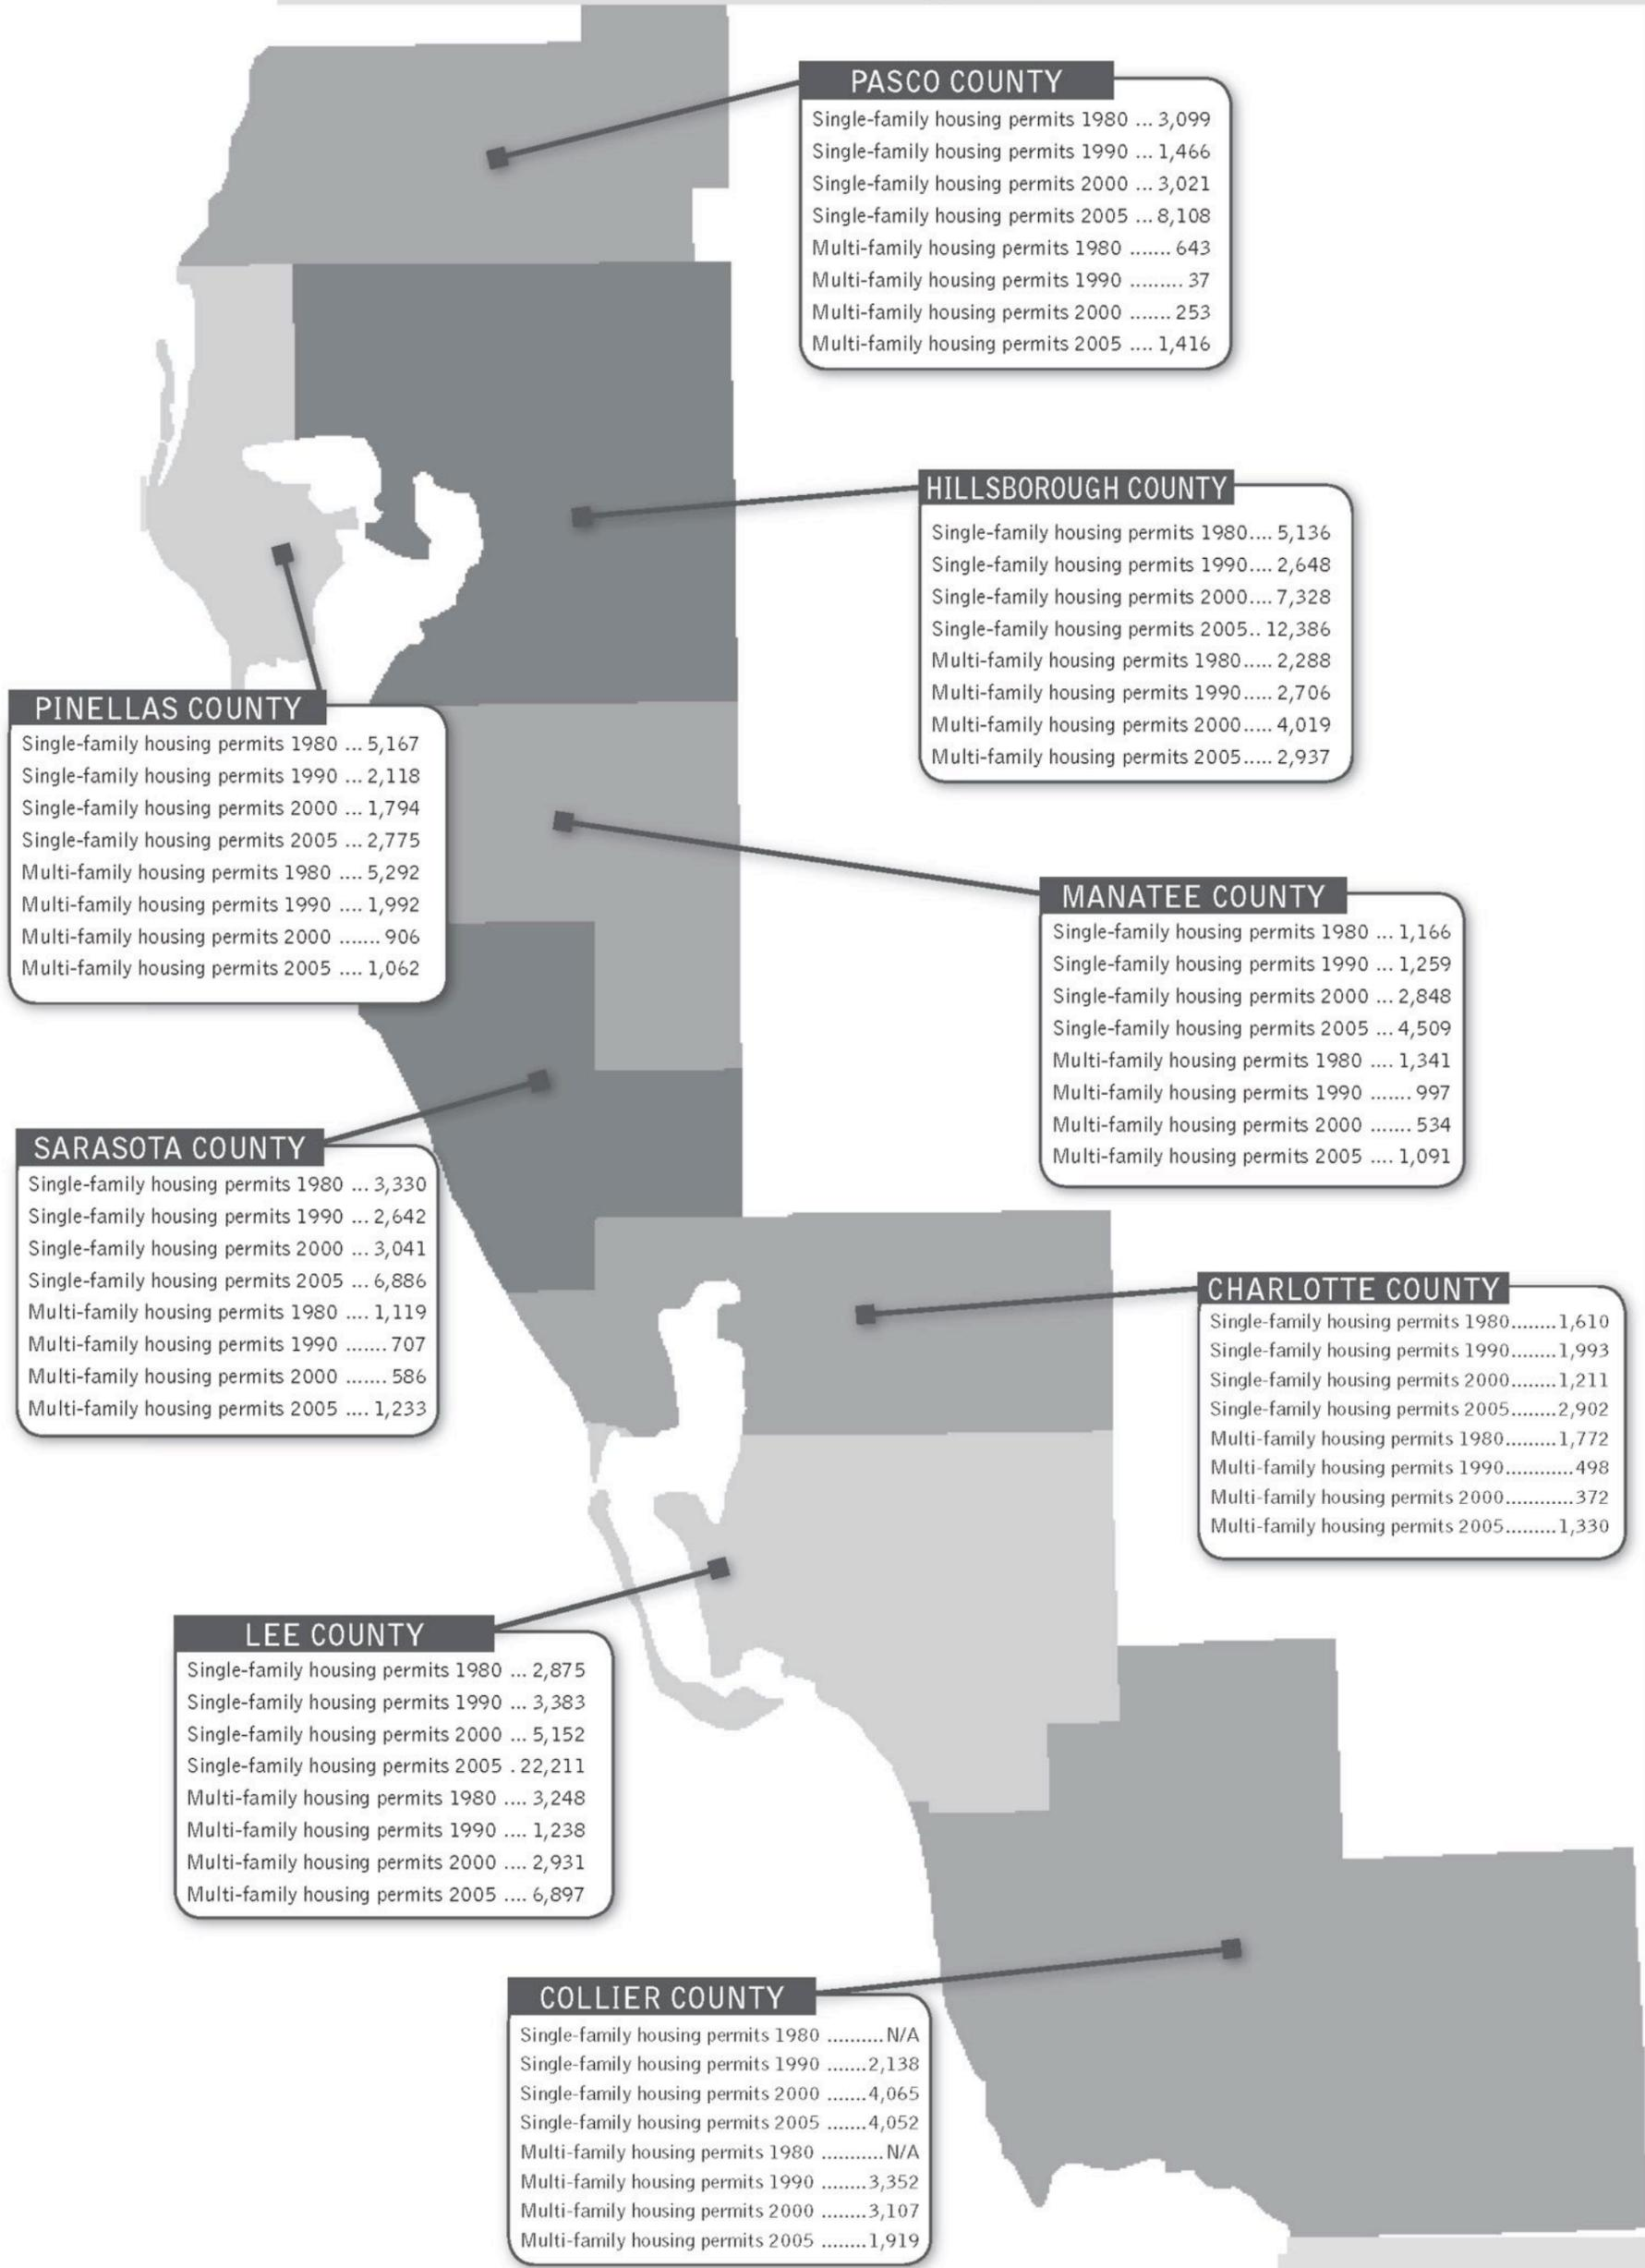 PASCO COUNTY
Single-family housing permits 1980 ... 3,099
Single-family housing permits 1990 ... 1,466
Single-family housing permits 2000 ... 3,021
Single-family housing permits 2005 ... 8,108
Multi-family housing permits 1980 ....... 643
Multi-family housing permits 1990 ......... 37
Multi-family housing permits 2000 ....... 253
Multi-family housing permits 2005 .... 1,416
HILLSBOROUGH COUNTY
Single-family housing permits 1980.... 5,136
Single-family housing permits 1990.... 2,648
Single-family housing permits 2000.... 7,328
Single-family housing permits 2005.. 12,386
Multi-family housing permits 1980..... 2,288
Multi-family housing permits 1990..... 2,706
Multi-family housing permits 2000..... 4,019
Multi-family housing permits 2005..... 2,937
PINELLAS COUNTY
Single-family housing permits 1980 ... 5,167
Single-family housing permits 1990 ... 2,118
Single-family housing permits 2000 ... 1,794
Single-family housing permits 2005 ... 2,775
Multi-family housing permits 1980 .... 5,292
Multi-family housing permits 1990 .... 1,992
Multi-family housing permits 2000 ....... 906
Multi-family housing permits 2005 .... 1,062
MANATEE COUNTY
Single-family housing permits 1980 ... 1,166
Single-family housing permits 1990 ... 1,259
Single-family housing permits 2000 ... 2,848
Single-family housing permits 2005 ... 4,509
Multi-family housing permits 1980 .... 1,341
Multi-family housing permits 1990 ....... 997
Multi-family housing permits 2000 ....... 534
Multi-family housing permits 2005 .... 1,091
SARASOTA COUNTY
Single-family housing permits 1980 ... 3,330
Single-family housing permits 1990 ... 2,642
Single-family housing permits 2000 ... 3,041
Single-family housing permits 2005 ... 6,886
Multi-family housing permits 1980 .... 1,119
Multi-family housing permits 1990 ....... 707
Multi-family housing permits 2000 ....... 586
Multi-family housing permits 2005 .... 1,233
CHARLOTTE COUNTY
Single-family housing permits 1980........1,610
Single-family housing permits 1990........1,993
Single-family housing permits 2000........1,211
Single-family housing permits 2005........2,902
Multi-family housing permits 1980.........1,772
Multi-family housing permits 1990............498
Multi-family housing permits 2000............372
Multi-family housing permits 2005.........1,330
LEE COUNTY
Single-family housing permits 1980 ... 2,875
Single-family housing permits 1990 ... 3,383
Single-family housing permits 2000 ... 5,152
Single-family housing permits 2005 . 22,211
Multi-family housing permits 1980 .... 3,248
Multi-family housing permits 1990 .... 1,238
Multi-family housing permits 2000 .... 2,931
Multi-family housing permits 2005 .... 6,897
COLLIER COUNTY
Single-family housing permits 1980 ..........N/A
Single-family housing permits 1990 .......2,138
Single-family housing permits 2000 .......4,065
Single-family housing permits 2005 .......4,052
Multi-family housing permits 1980 ...........N/A
Multi-family housing permits 1990 ........3,352
Multi-family housing permits 2000 ........3,107
Multi-family housing permits 2005 ........1,919